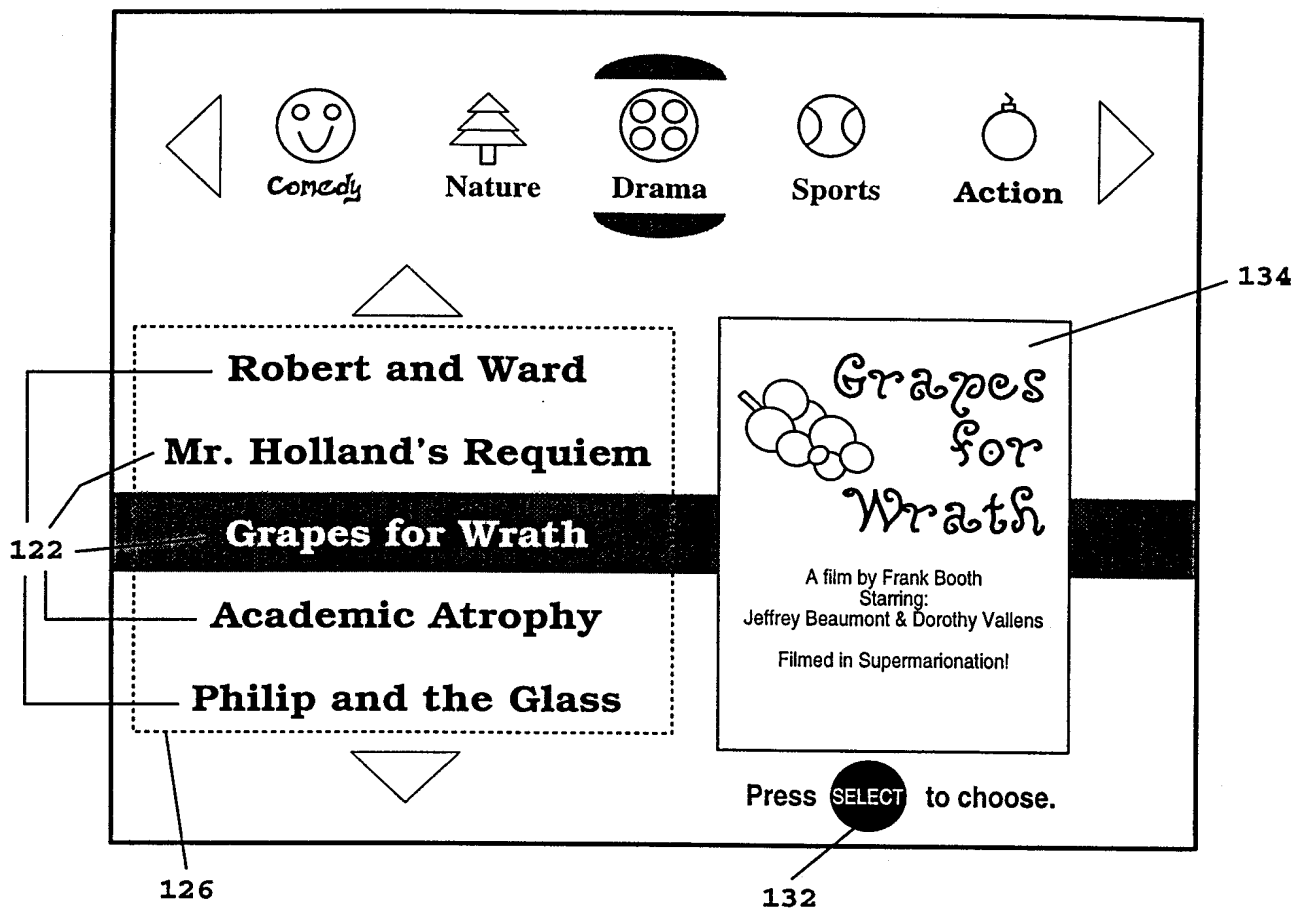 Comedy Nature Drama Sports Action
134
Robert and Ward
Mr. Holland's Requiem
Grapes for Wrath
Academic Atrophy
Philip and the Glass
122
Grapes
for
Wrath
A film by Frank Booth
Starring:
Jeffrey Beaumont & Dorothy Vallens
Filmed in Supermarionation!
Press SELECT to choose.
126
132